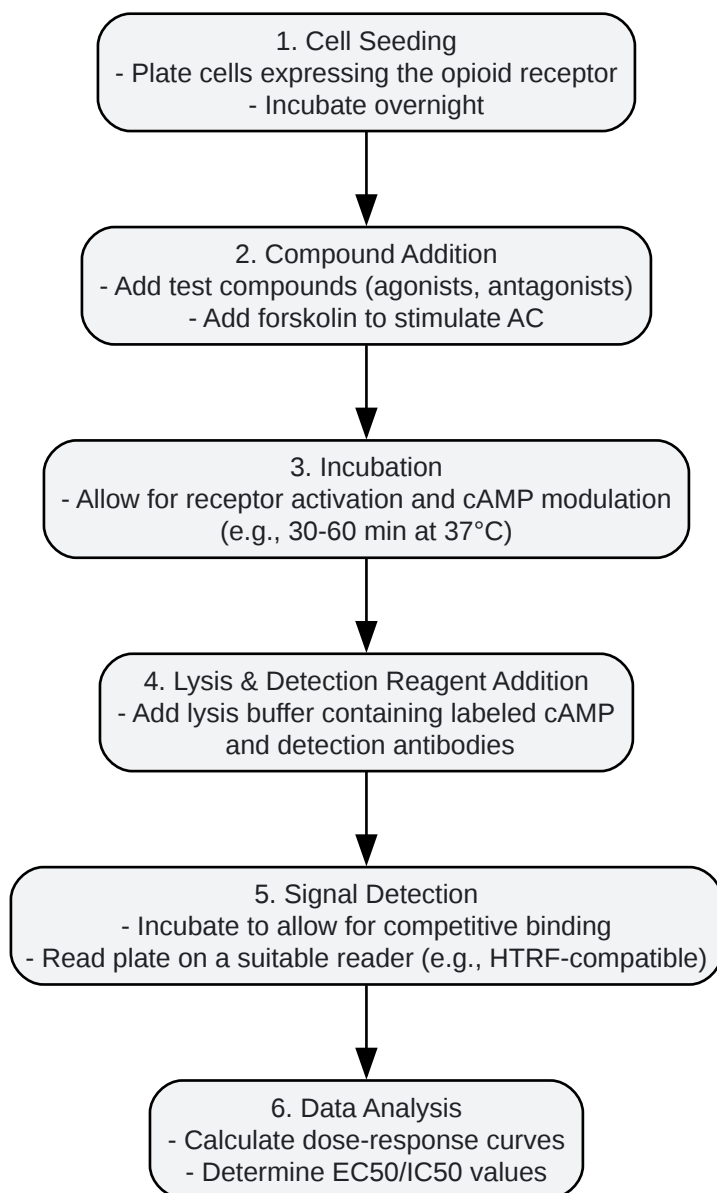 1. Cell Seeding
- Plate cells expressing the opioid receptor
- Incubate overnight
2. Compound Addition
- Add test compounds (agonists, antagonists)
- Add forskolin to stimulate AC
3. Incubation
- Allow for receptor activation and cAMP modulation
(e.g., 30-60 min at 37°C)
4. Lysis & Detection Reagent Addition
- Add lysis buffer containing labeled cAMP
and detection antibodies
5. Signal Detection
- Incubate to allow for competitive binding
- Read plate on a suitable reader (e.g., HTRF-compatible)
6. Data Analysis
- Calculate dose-response curves
- Determine EC50/IC50 values